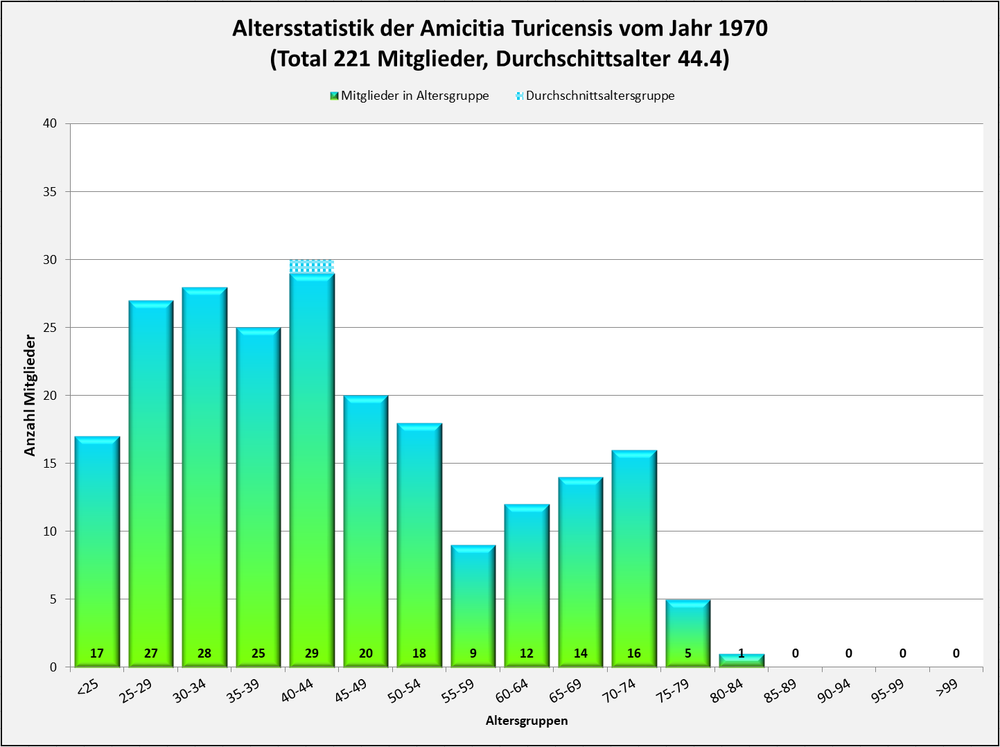 Altersstatistik der Amicitia Turicensis vom Jahr 1970
(Total 221 Mitglieder, Durchschittsalter 44.4)
Mitglieder in Altersgruppe Durchschnittsaltersgruppe
40
35
30
25
20
15
10
5
0
Anzahl Mitglieder
17 27 28 25 29 20 18 9 12 14 16 5 1 0 0 0 0
<25 25-29 30-34 35-39 40-44 45-49 50-54 55-59 60-64 65-69 70-74 75-79 80-84 85-89 90-94 95-99 >99
Altersgruppen